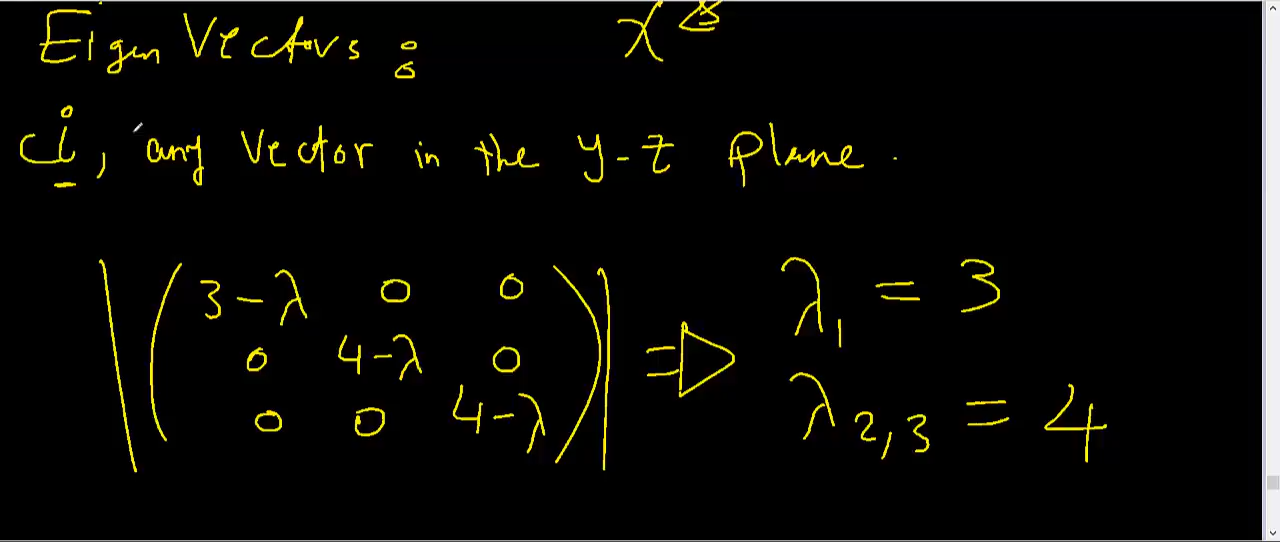 Eigen Vectors :
c i, any vector in the y-z plane.
|( 3-λ 0 0 )| => λ1 = 3
0 4-λ 0
0 0 4-λ λ2,3 = 4